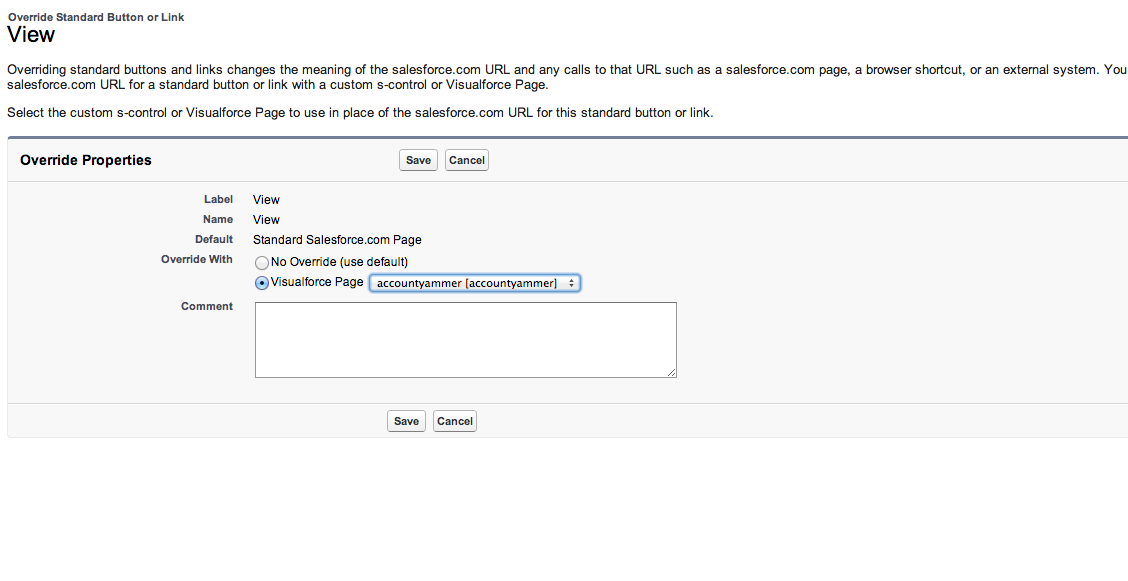 Override Standard Button or Link
View
Overriding standard buttons and links changes the meaning of the salesforce.com URL and any calls to that URL such as a salesforce.com page, a browser shortcut, or an external system. You
salesforce.com URL for a standard button or link with a custom s-control or Visualforce Page.
Select the custom s-control or Visualforce Page to use in place of the salesforce.com URL for this standard button or link.
Override Properties Save Cancel
Label View
Name View
Default Standard Salesforce.com Page
Override With No Override (use default)
Visualforce Page accountyammer [accountyammer]
Comment
Save Cancel